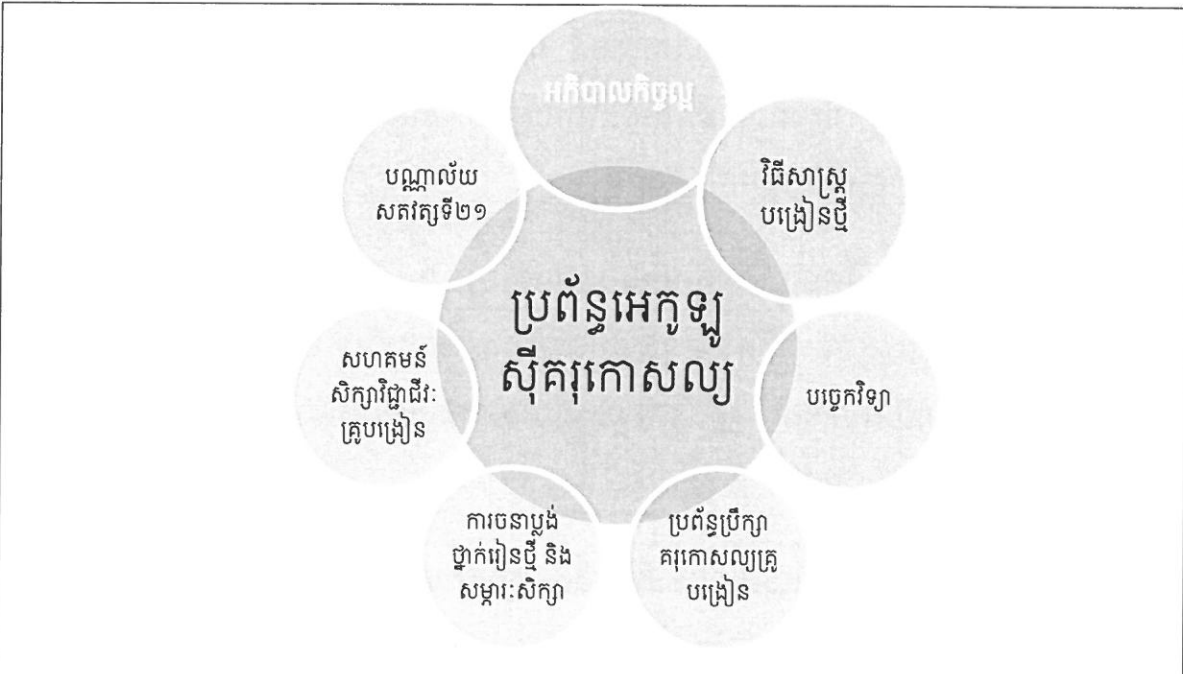 អភិបាលកិច្ចល្អ
បណ្ណាល័យ
សតវត្សទី២១
វិធីសាស្ត្រ
បង្រៀនថ្មី
ប្រព័ន្ធអេកូឡូ
ស៊ីគរុកោសល្យ
សហគមន៍
សិក្សាវិជ្ជាជីវៈ
គ្រូបង្រៀន
បច្ចេកវិទ្យា
ការចនាប្លង់
ថ្នាក់រៀនថ្មី និង
សម្ភារៈសិក្សា
ប្រព័ន្ធប្រឹក្សា
គរុកោសល្យគ្រូ
បង្រៀន